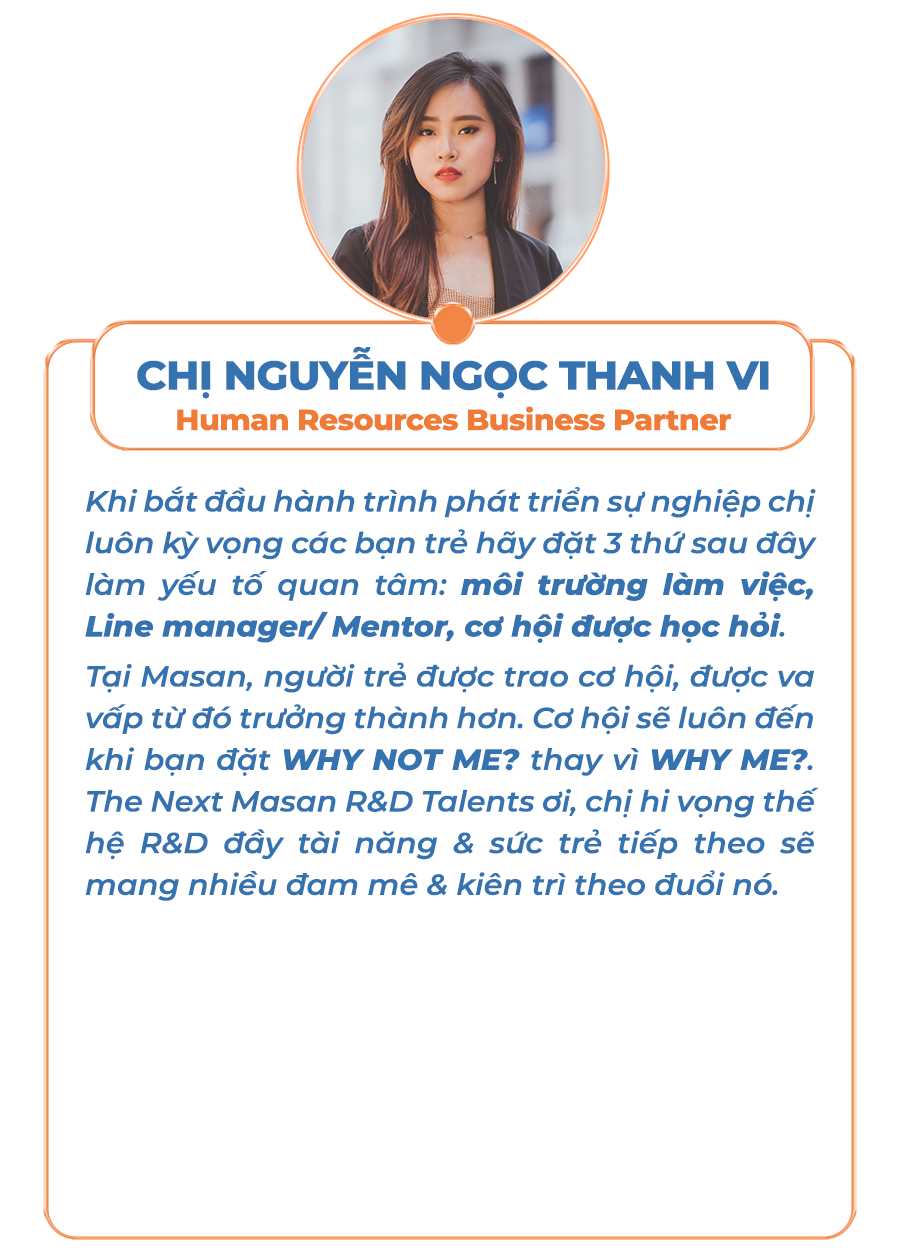 CHỊ NGUYỄN NGỌC THANH VI
Human Resources Business Partner
Khi bắt đầu hành trình phát triển sự nghiệp chị
luôn kỳ vọng các bạn trẻ hãy đặt 3 thứ sau đây
làm yếu tố quan tâm: môi trường làm việc,
Line manager/ Mentor, cơ hội được học hỏi.
Tại Masan, người trẻ được trao cơ hội, được va
vấp từ đó trưởng thành hơn. Cơ hội sẽ luôn đến
khi bạn đặt WHY NOT ME? thay vì WHY ME?.
The Next Masan R&D Talents ơi, chị hi vọng thế
hệ R&D đầy tài năng & sức trẻ tiếp theo sẽ
mang nhiều đam mê & kiên trì theo đuổi nó.